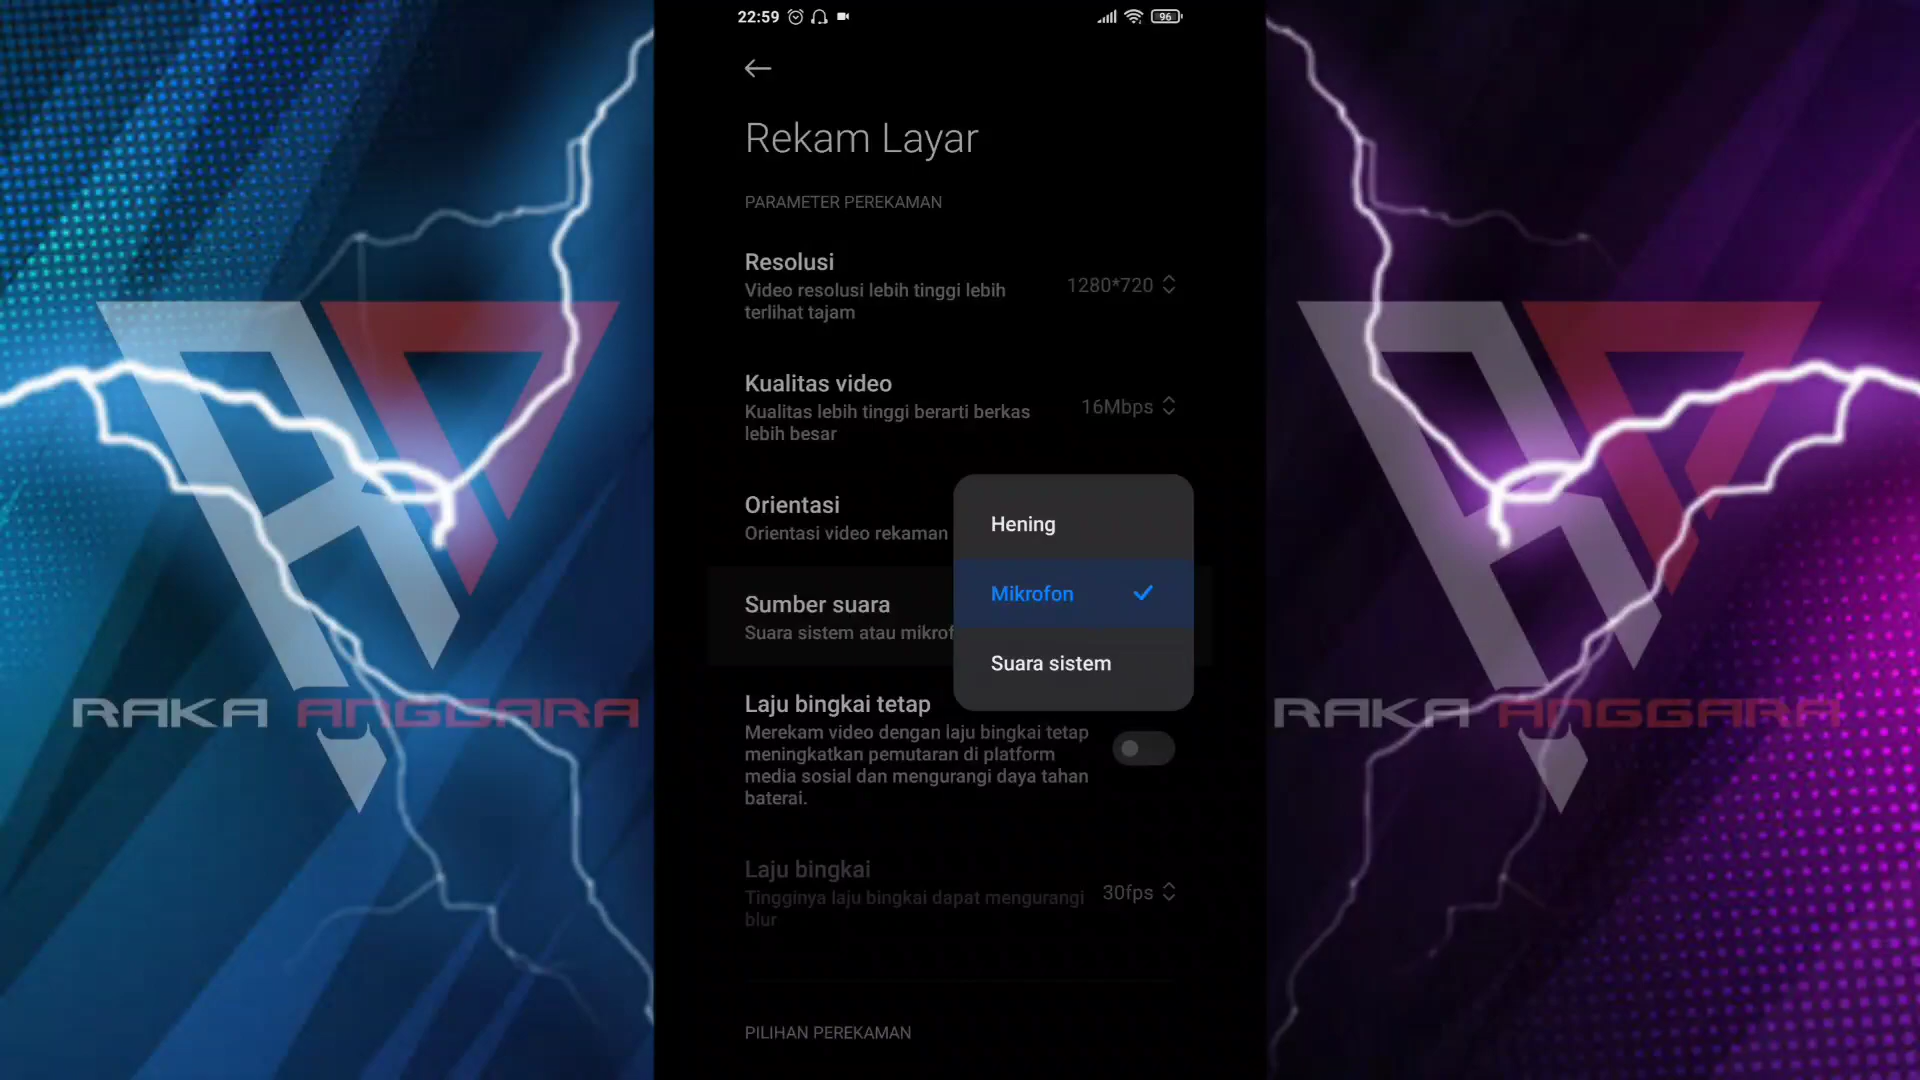 22:59
96
Rekam Layar
PARAMETER PEREKAMAN
Resolusi
Video resolusi lebih tinggi lebih
terlihat tajam
1280*720
Kualitas video
Kualitas lebih tinggi berarti berkas
lebih besar
16Mbps
Orientasi
Orientasi video rekaman
Hening
Mikrofon
Suara sistem
Sumber suara
Suara sistem atau mikrof
Laju bingkai tetap
Merekam video dengan laju bingkai tetap
meningkatkan pemutaran di platform
media sosial dan mengurangi daya tahan
baterai.
Laju bingkai
Tingginya laju bingkai dapat mengurangi
blur
30fps
PILIHAN PEREKAMAN
RAKA ANGGARA
RAKA ANGGARA